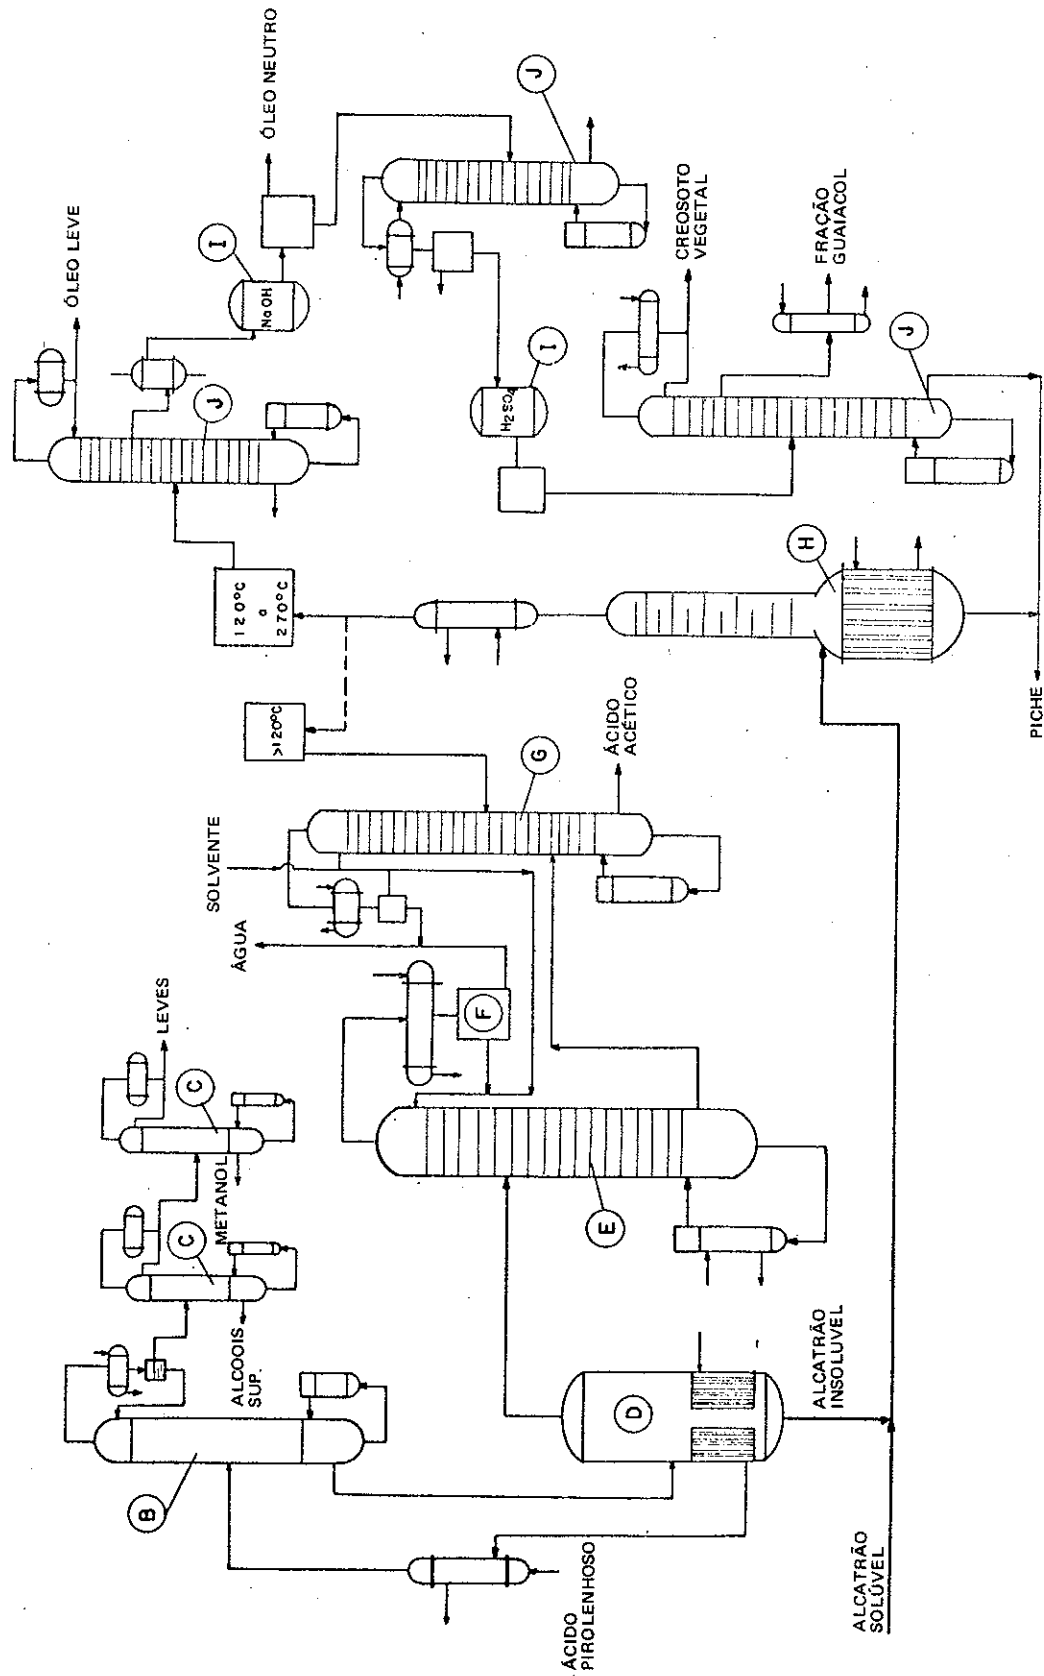 B
C
C
ALCOOIS
SUP.
METANOL
LEVES
ÁGUA
SOLVENTE
>120°C
120°C
a
270°C
J
ÓLEO LEVE
I
NaOH
ÓLEO NEUTRO
D
E
F
G
ÁCIDO
PIROLENHOSO
ÁCIDO
ACÉTICO
H
H₂SO₄
I
J
CREOSOTO
VEGETAL
FRAÇÃO
GUAIACOL
J
ALCATRÃO
SOLÚVEL
ALCATRÃO
INSOLUVEL
PICHE